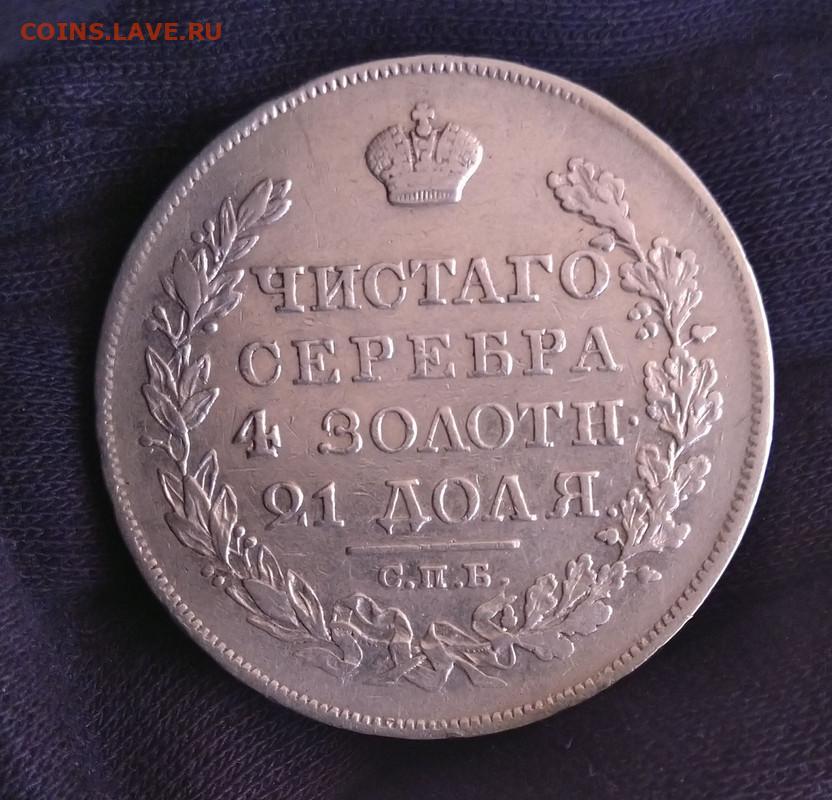 COINS.LAVE.RU
ЧИСТАГО
СЕРЕБРА
4 ЗОЛОТН·
21 ДОЛЯ.
С.П.Б.